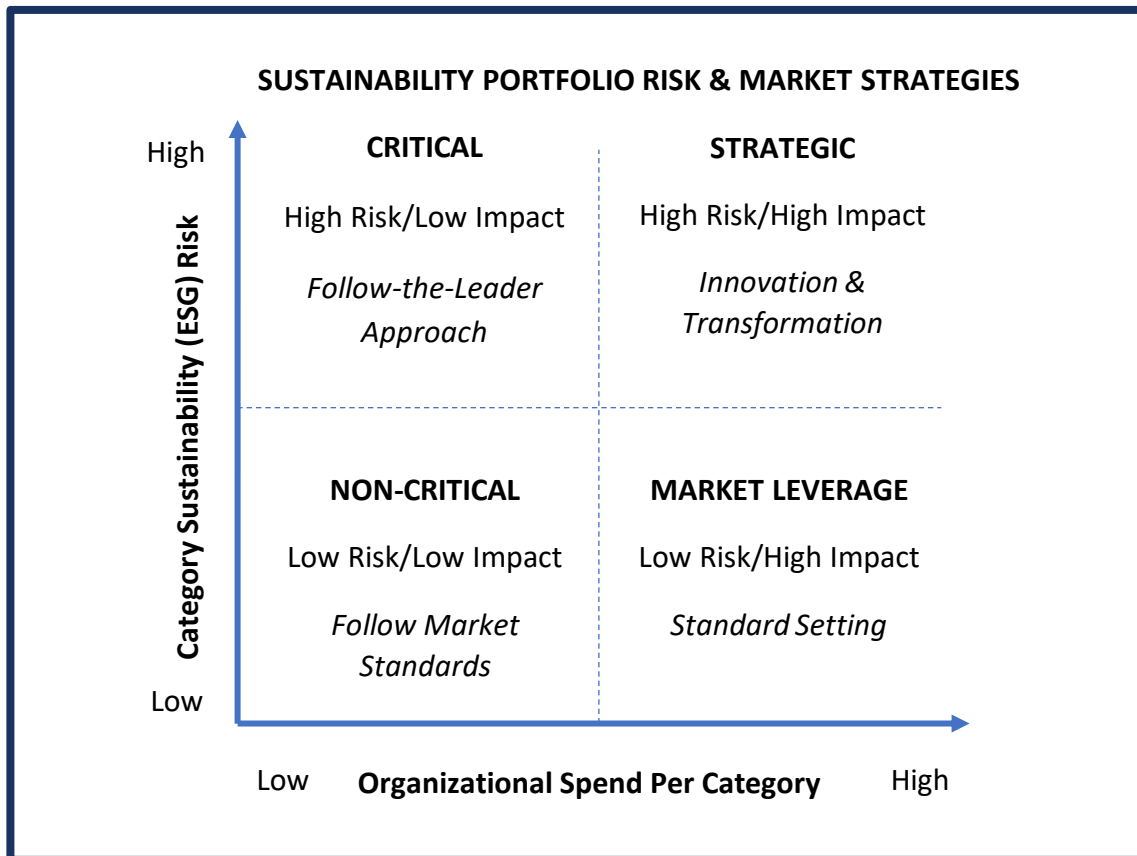 SUSTAINABILITY PORTFOLIO RISK & MARKET STRATEGIES
High
CRITICAL
STRATEGIC
High Risk/Low Impact
High Risk/High Impact
Follow-the-Leader
Approach
Innovation &
Transformation
Category Sustainability (ESG) Risk
NON-CRITICAL
MARKET LEVERAGE
Low Risk/Low Impact
Low Risk/High Impact
Follow Market
Standards
Standard Setting
Low
Low
Organizational Spend Per Category
High